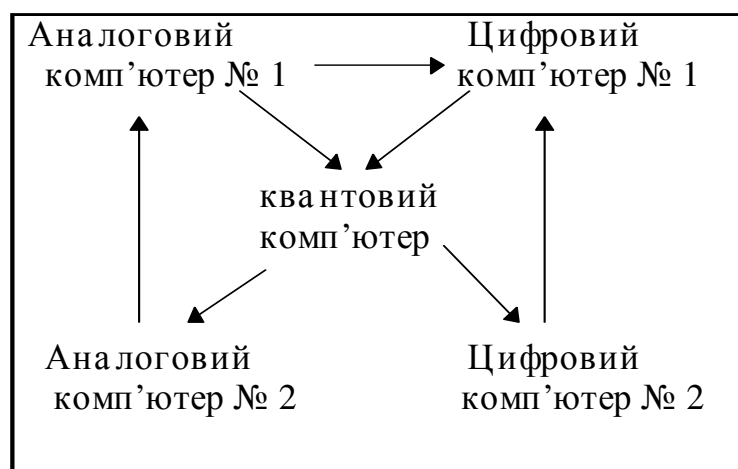 Аналоговий
комп’ютер № 1
Цифровий
комп’ютер № 1
квантовий
комп’ютер
Аналоговий
комп’ютер № 2
Цифровий
комп’ютер № 2